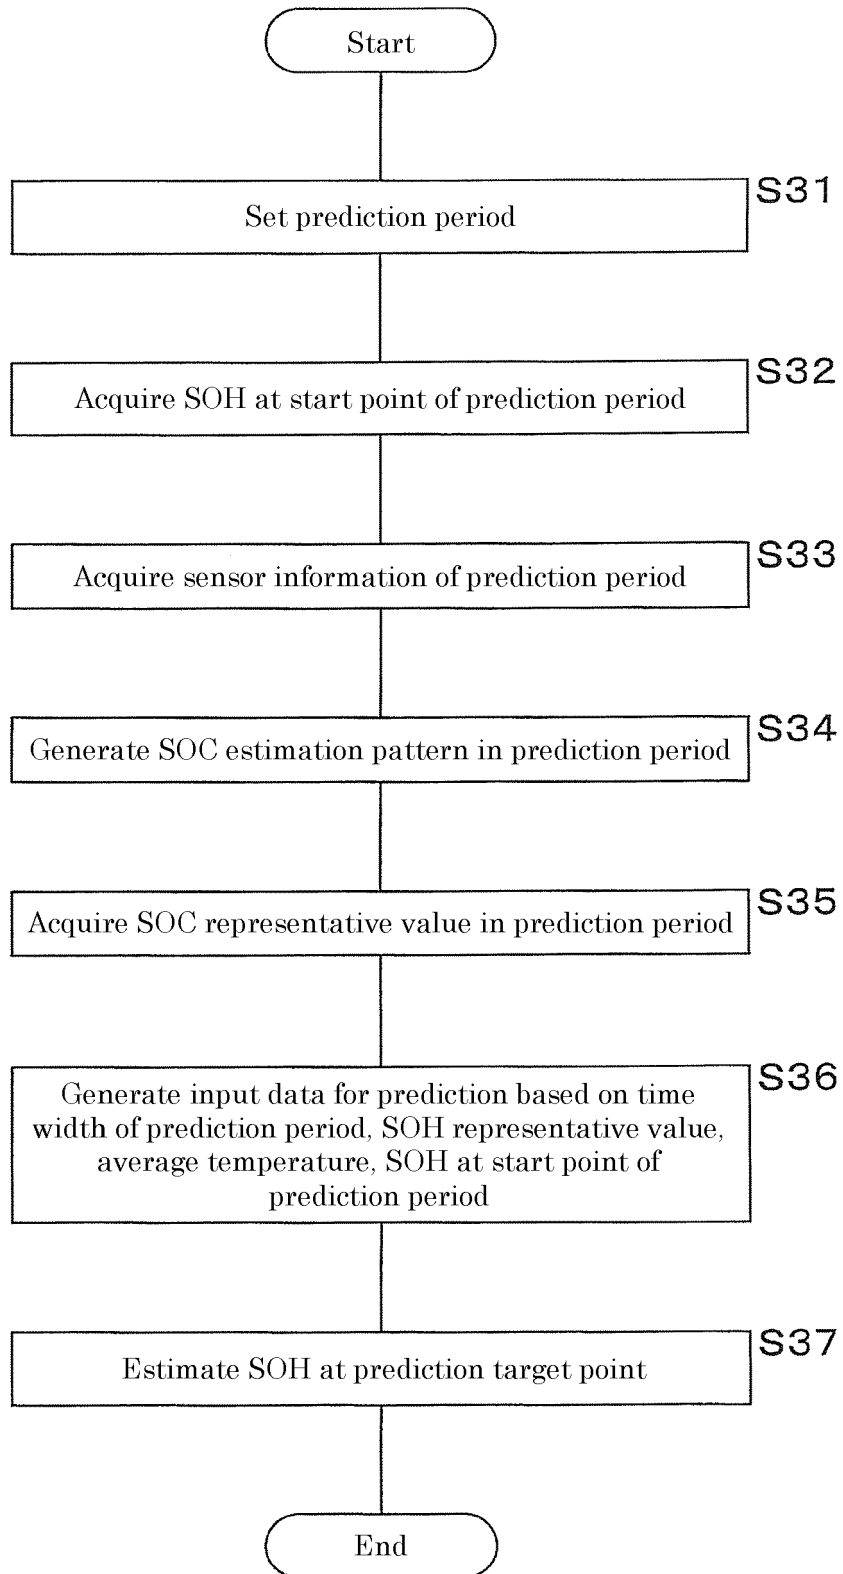 Start
S31
Set prediction period
S32
Acquire SOH at start point of prediction period
S33
Acquire sensor information of prediction period
S34
Generate SOC estimation pattern in prediction period
S35
Acquire SOC representative value in prediction period
S36
Generate input data for prediction based on time
width of prediction period, SOH representative value,
average temperature, SOH at start point of
prediction period
S37
Estimate SOH at prediction target point
End